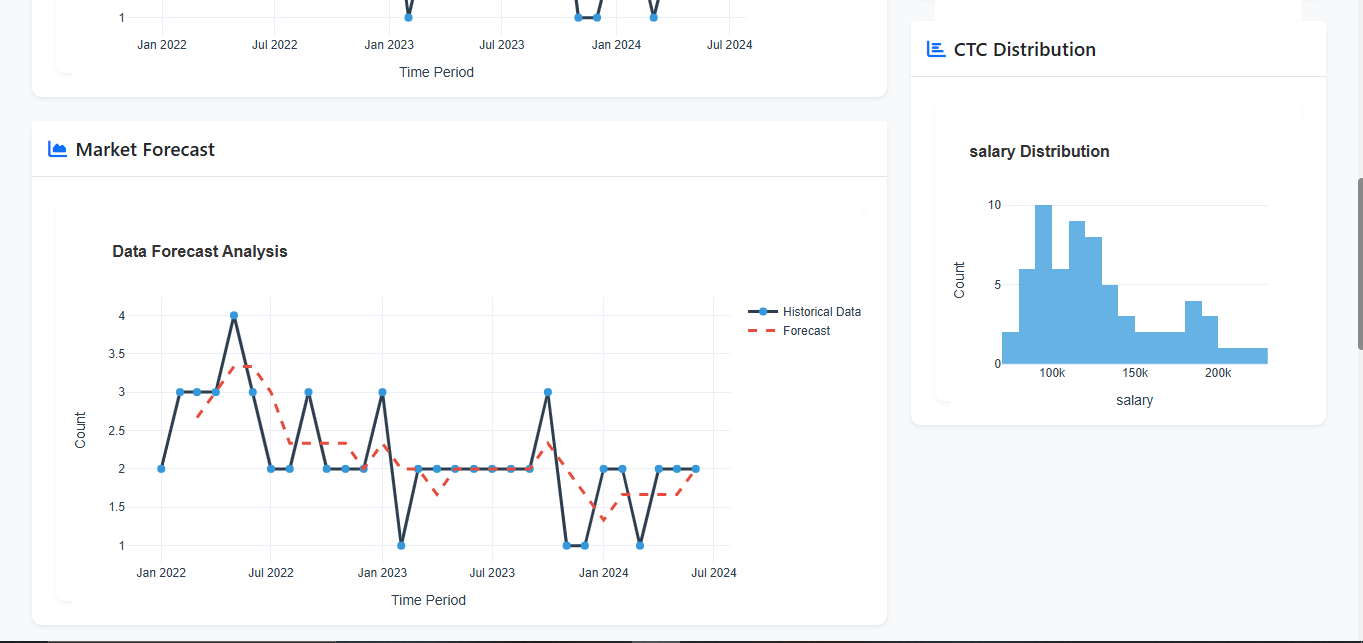 1
Jan 2022 Jul 2022 Jan 2023 Jul 2023 Jan 2024 Jul 2024
Time Period
Market Forecast
Data Forecast Analysis
4
3.5
3
2.5
2
1.5
1
Count
Jan 2022 Jul 2022 Jan 2023 Jul 2023 Jan 2024 Jul 2024
Time Period
Historical Data
Forecast
CTC Distribution
salary Distribution
10
5
0
Count
100k 150k 200k
salary